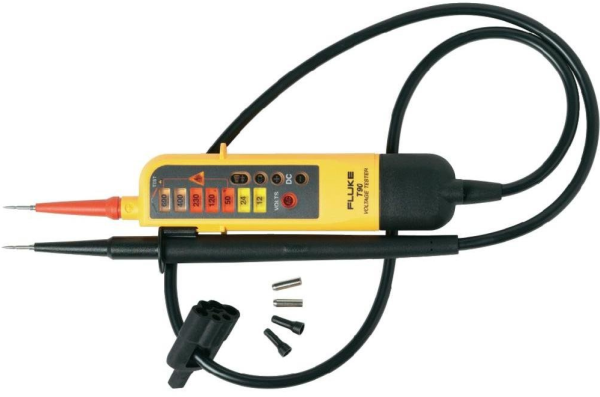 FLUKE
T90
VOLTAGE TESTER
690
400
230
120
50
24
12
VOLTS
DC